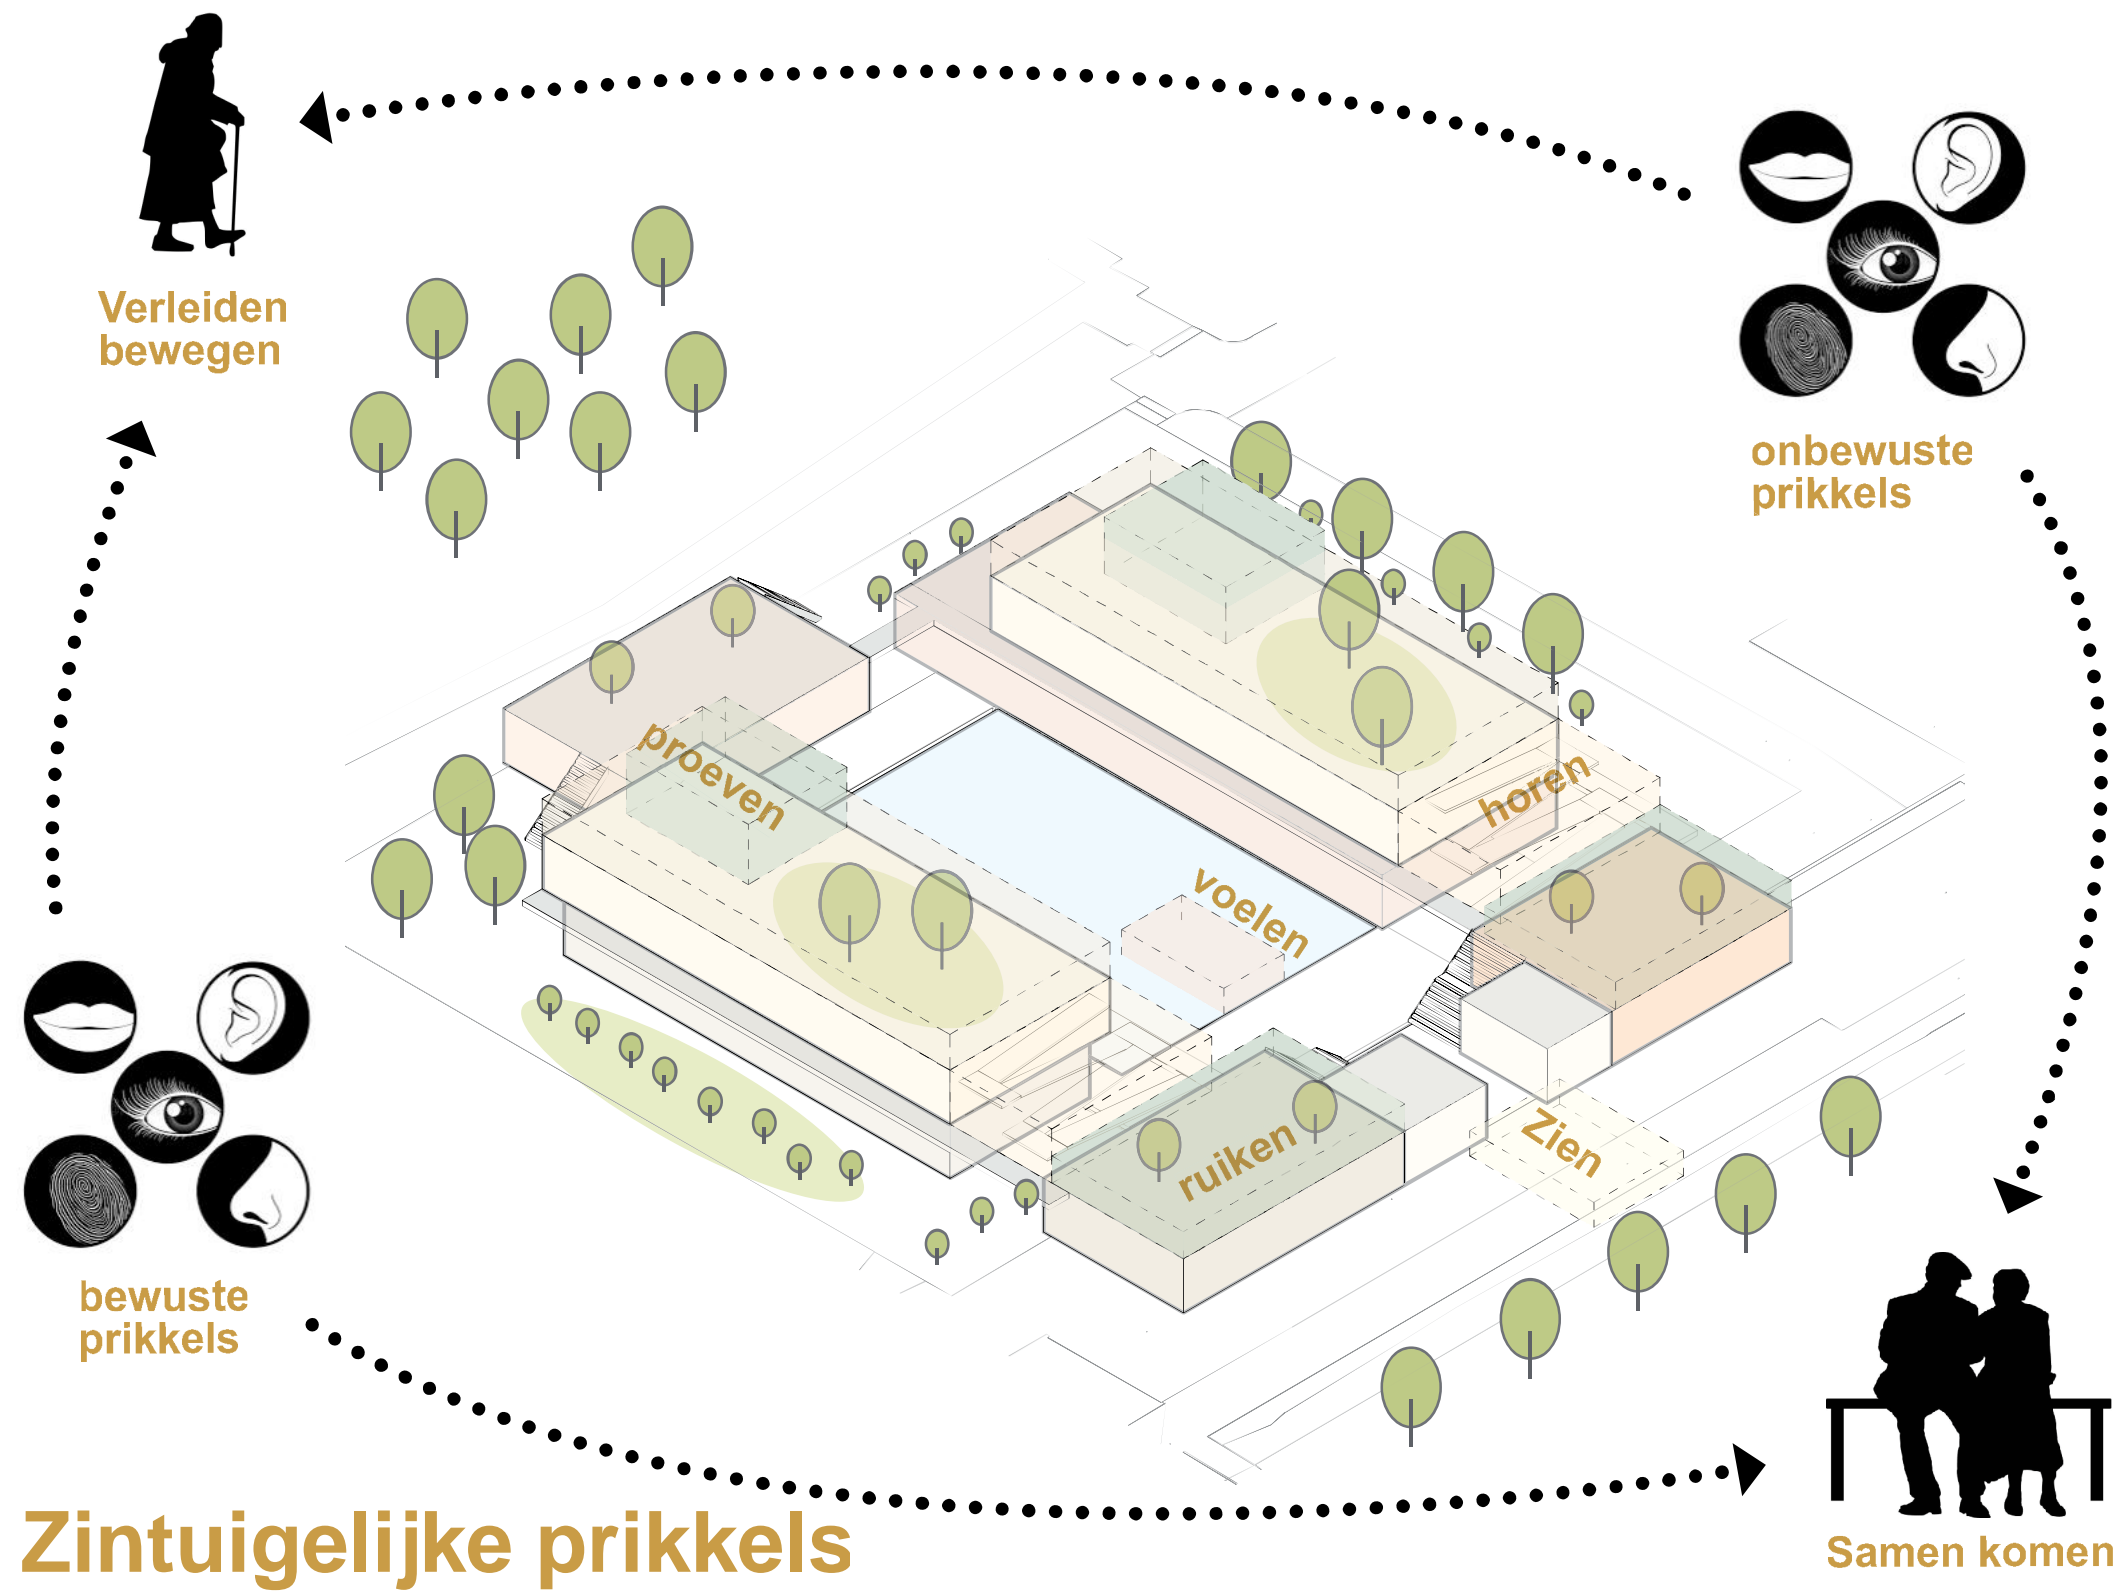 Verleiden
bewegen
onbewuste
prikkels
proeven
horen
voelen
ruiken
Zien
bewuste
prikkels
Zintuigelijke prikkels
Samen komen